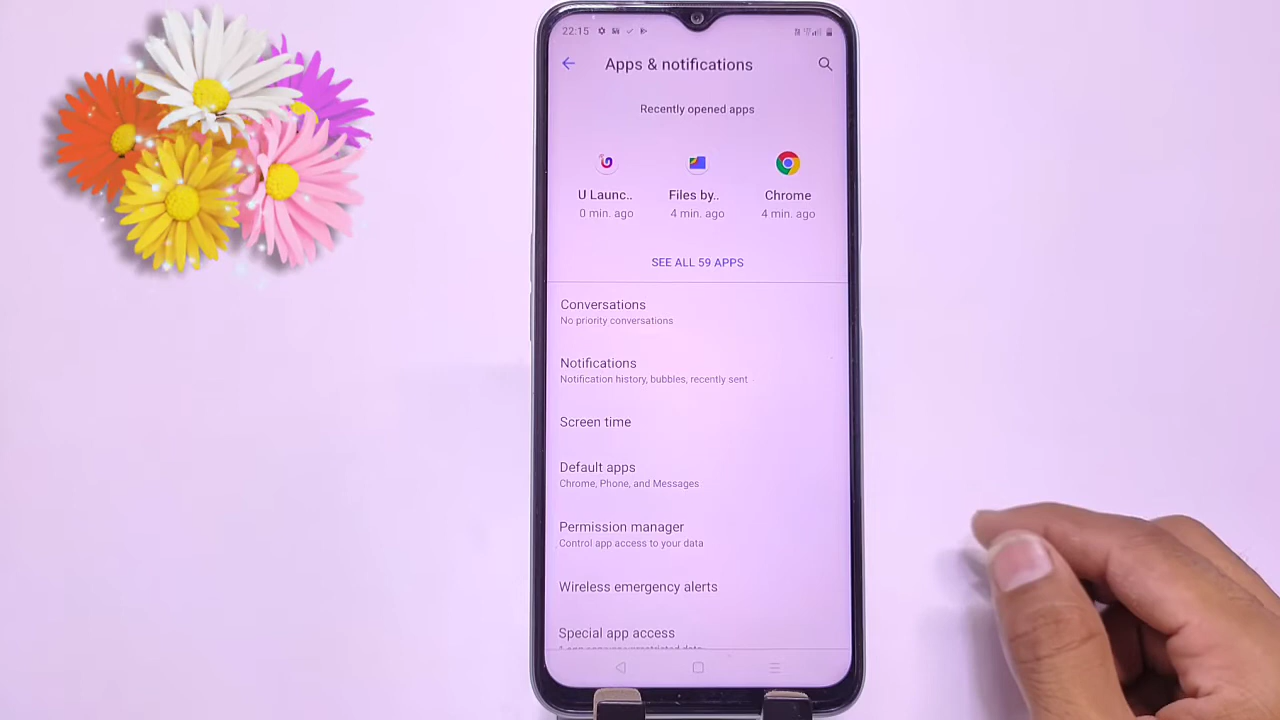 22:15
Apps & notifications
Recently opened apps
U Launc..
Files by..
Chrome
0 min. ago
4 min. ago
4 min. ago
SEE ALL 59 APPS
Conversations
No priority conversations
Notifications
Notification history, bubbles, recently sent
Screen time
Default apps
Chrome, Phone, and Messages
Permission manager
Control app access to your data
Wireless emergency alerts
Special app access